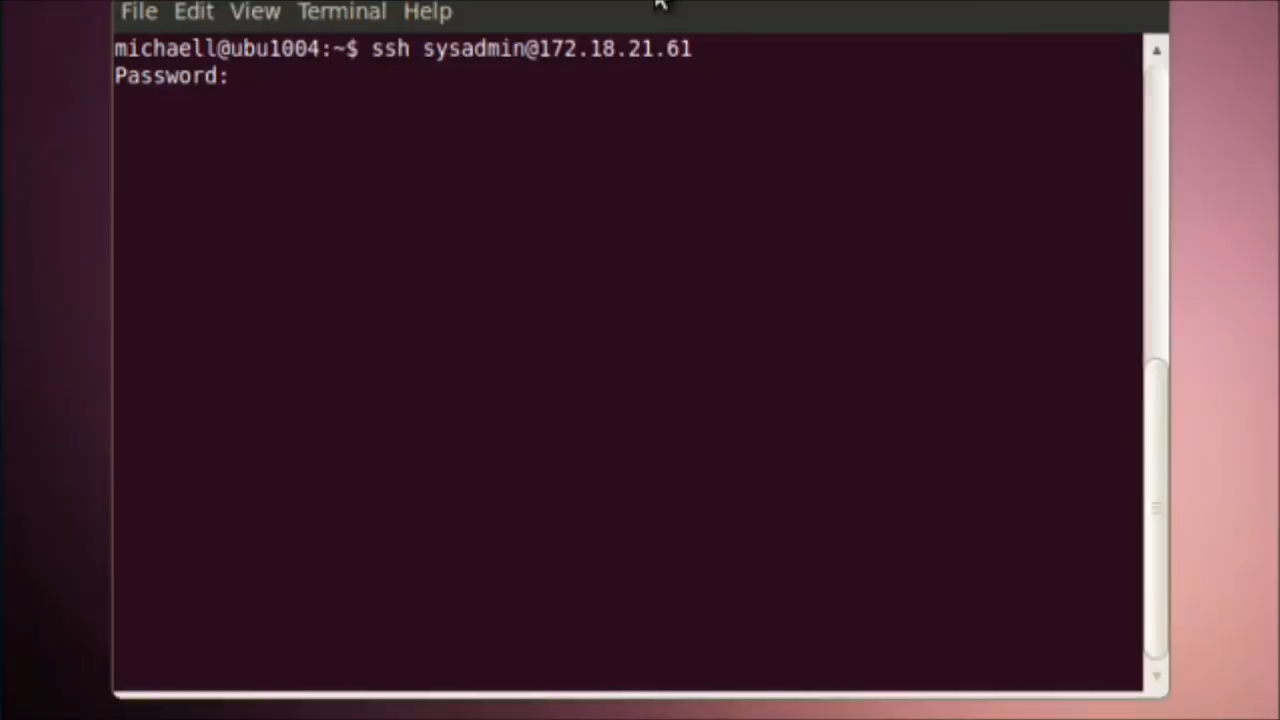 File Edit View Terminal Help
michaell@ubu1004:~$ ssh sysadmin@172.18.21.61
Password: